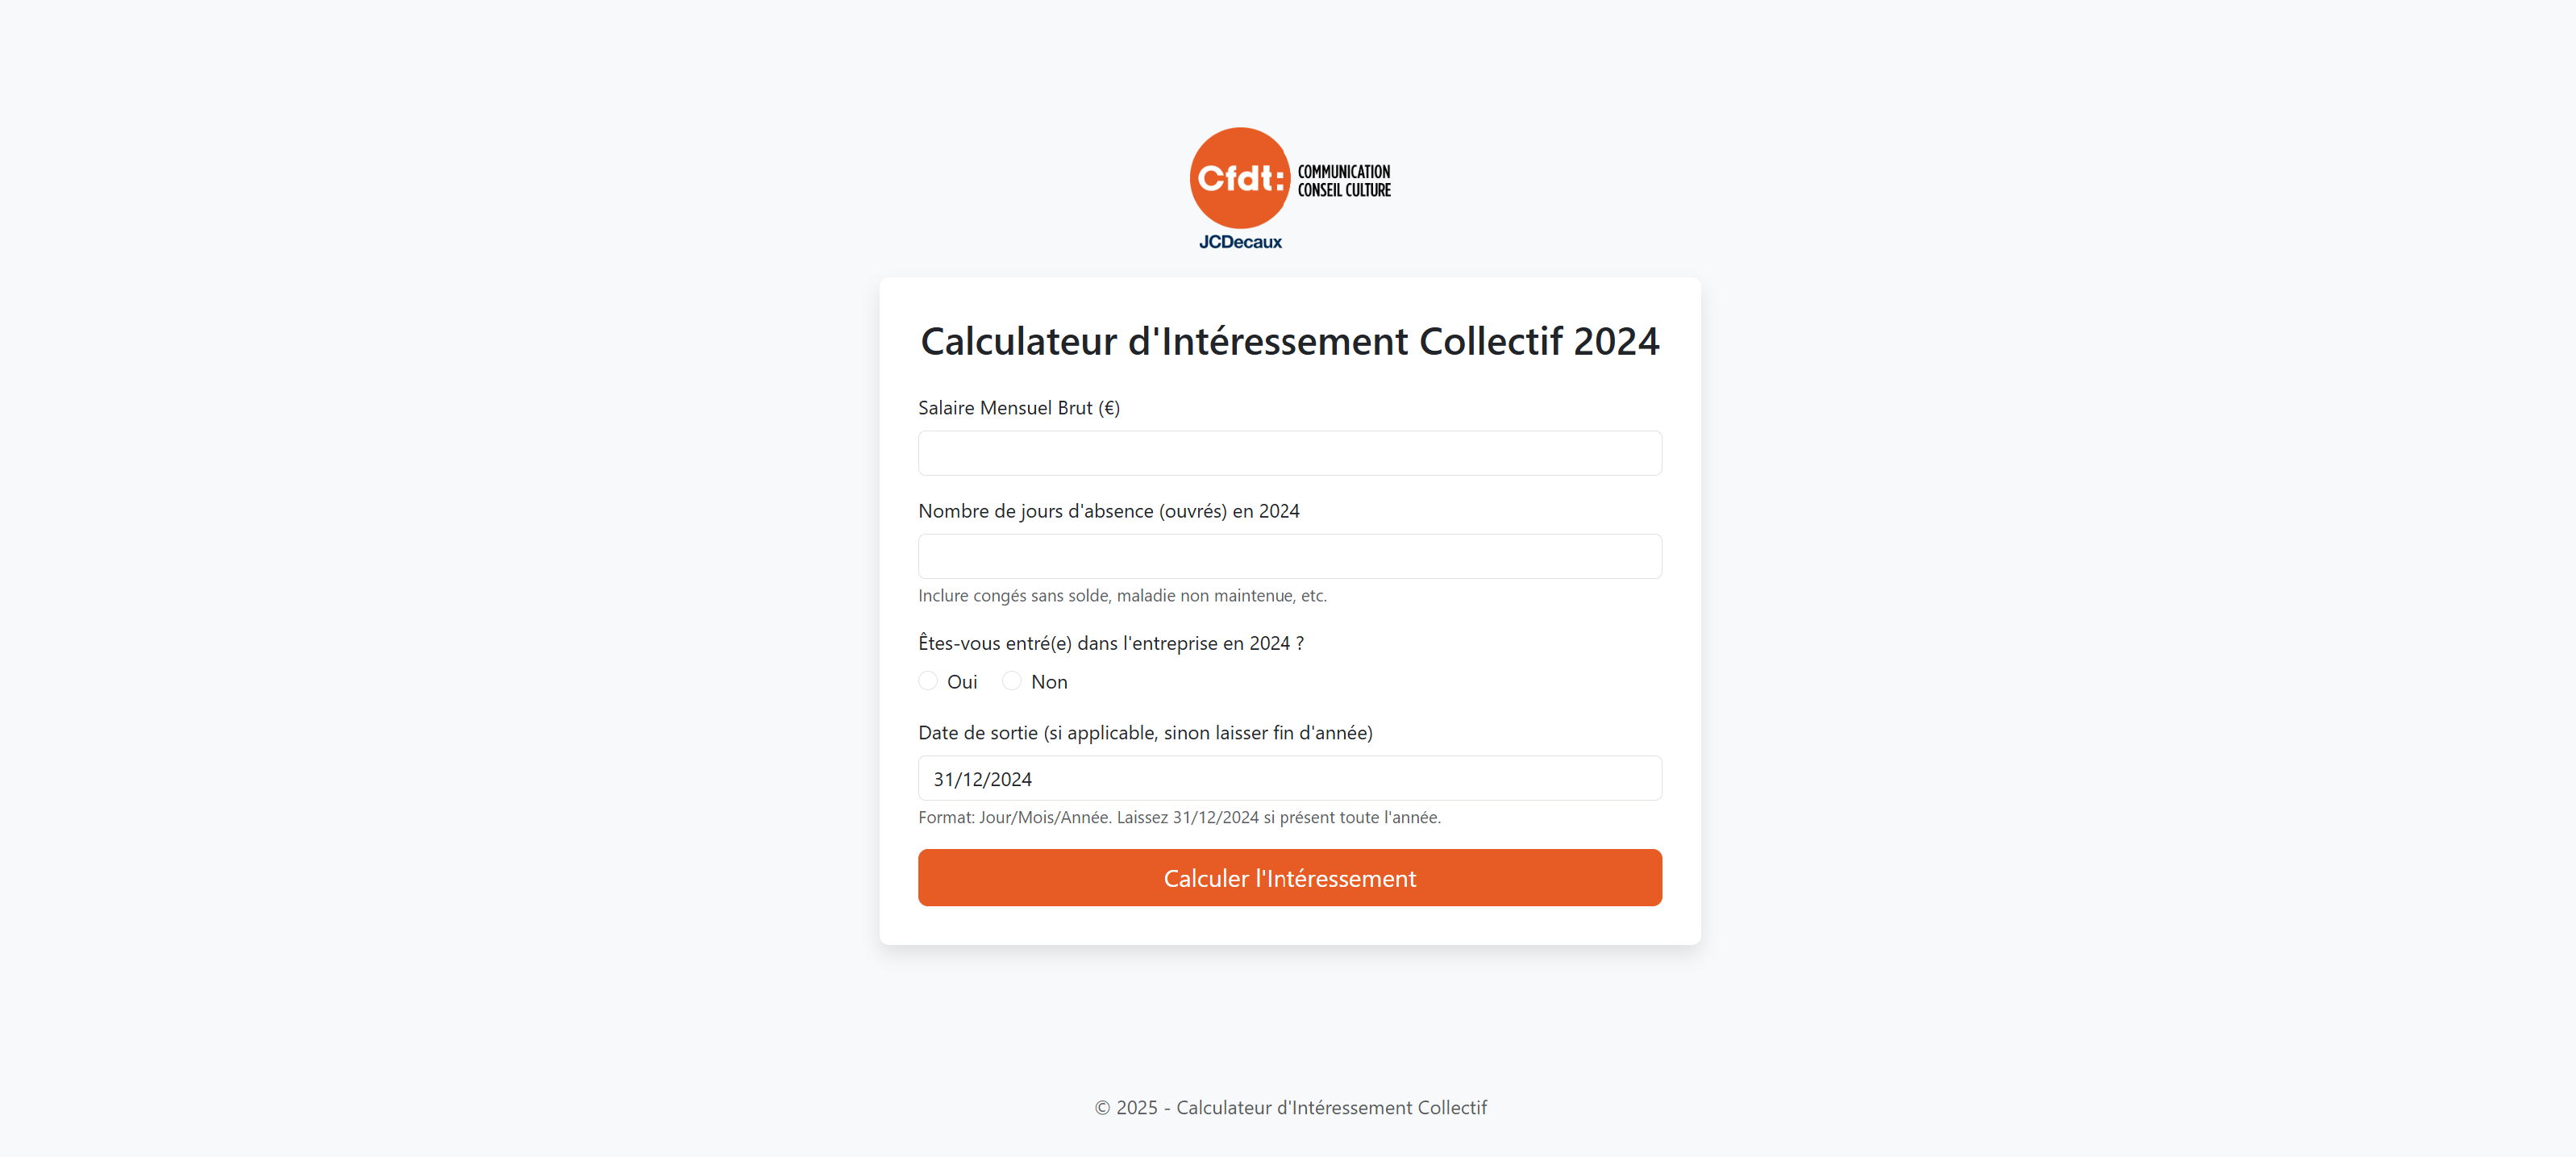 Cfdt:
COMMUNICATION
CONSEIL CULTURE
JCDecaux
Calculateur d'Intéressement Collectif 2024
Salaire Mensuel Brut (€)
Nombre de jours d'absence (ouvrés) en 2024
Inclure congés sans solde, maladie non maintenue, etc.
Êtes-vous entré(e) dans l'entreprise en 2024 ?
Oui Non
Date de sortie (si applicable, sinon laisser fin d'année)
31/12/2024
Format: Jour/Mois/Année. Laissez 31/12/2024 si présent toute l'année.
Calculer l'Intéressement
© 2025 - Calculateur d'Intéressement Collectif